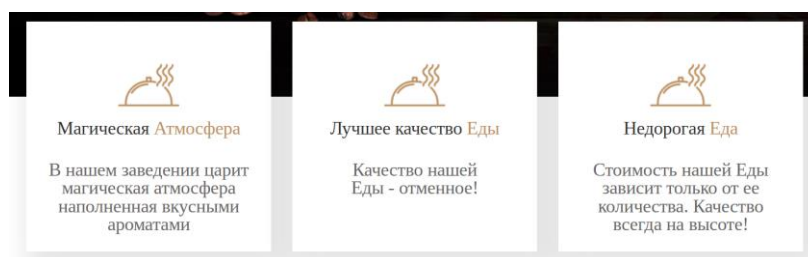 Магическая Атмосфера
В нашем заведении царит
магическая атмосфера
наполненная вкусными
ароматами
Лучшее качество Еды
Качество нашей
Еды - отменное!
Недорогая Еда
Стоимость нашей Еды
зависит только от ее
количества. Качество
всегда на высоте!